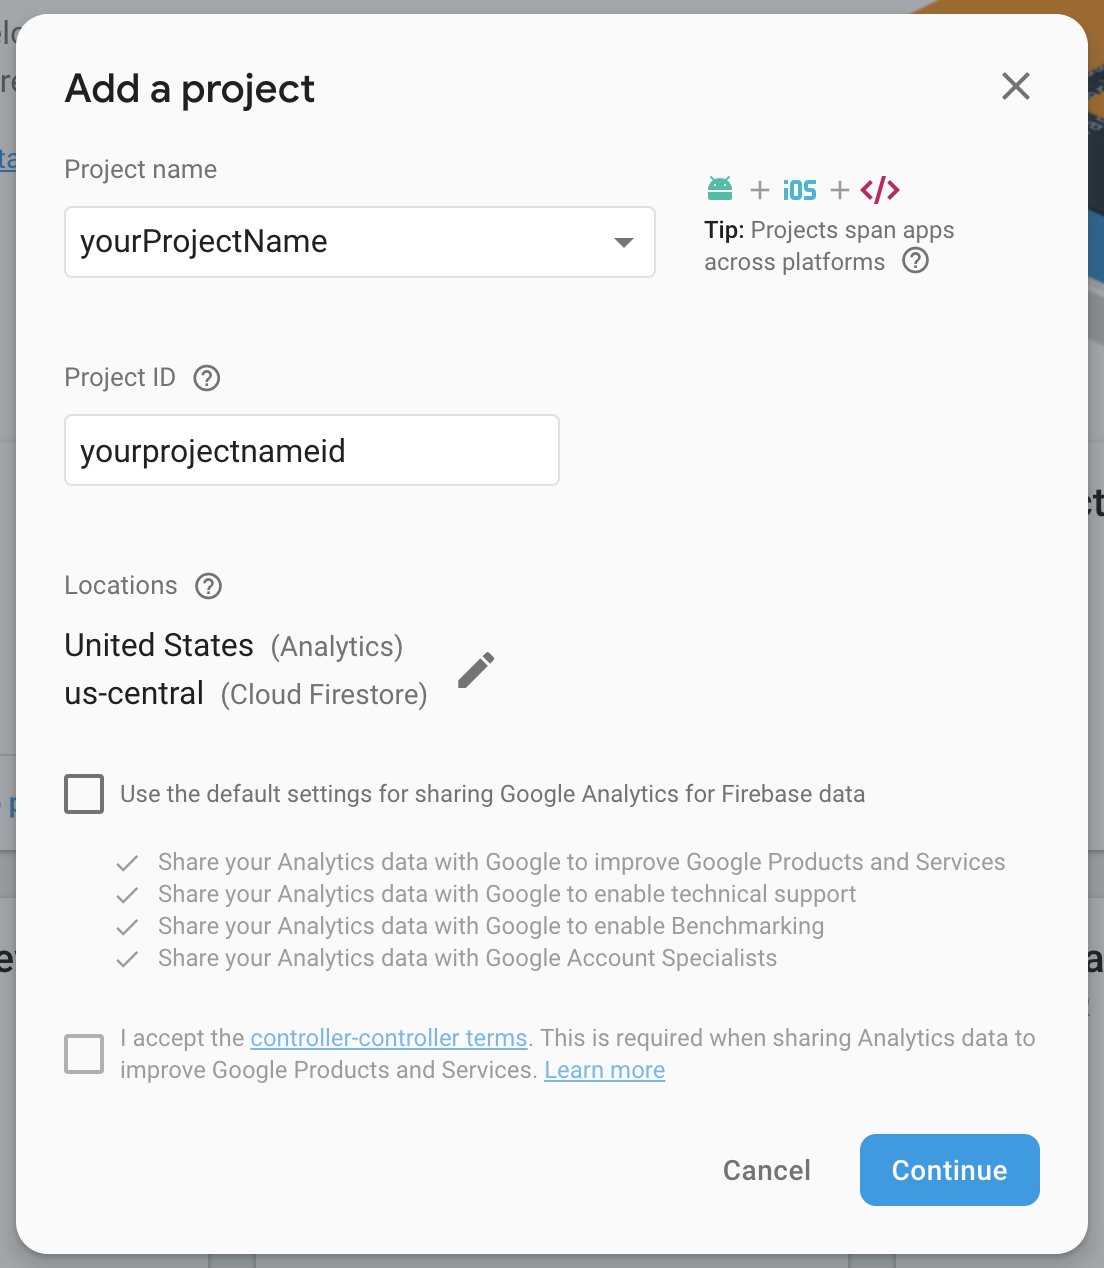 Add a project
Project name
yourProjectName
iOS
Tip: Projects span apps
across platforms
Project ID
yourprojectnameid
Locations
United States (Analytics)
us-central (Cloud Firestore)
Use the default settings for sharing Google Analytics for Firebase data
Share your Analytics data with Google to improve Google Products and Services
Share your Analytics data with Google to enable technical support
Share your Analytics data with Google to enable Benchmarking
Share your Analytics data with Google Account Specialists
I accept the controller-controller terms. This is required when sharing Analytics data to
improve Google Products and Services. Learn more
Cancel
Continue